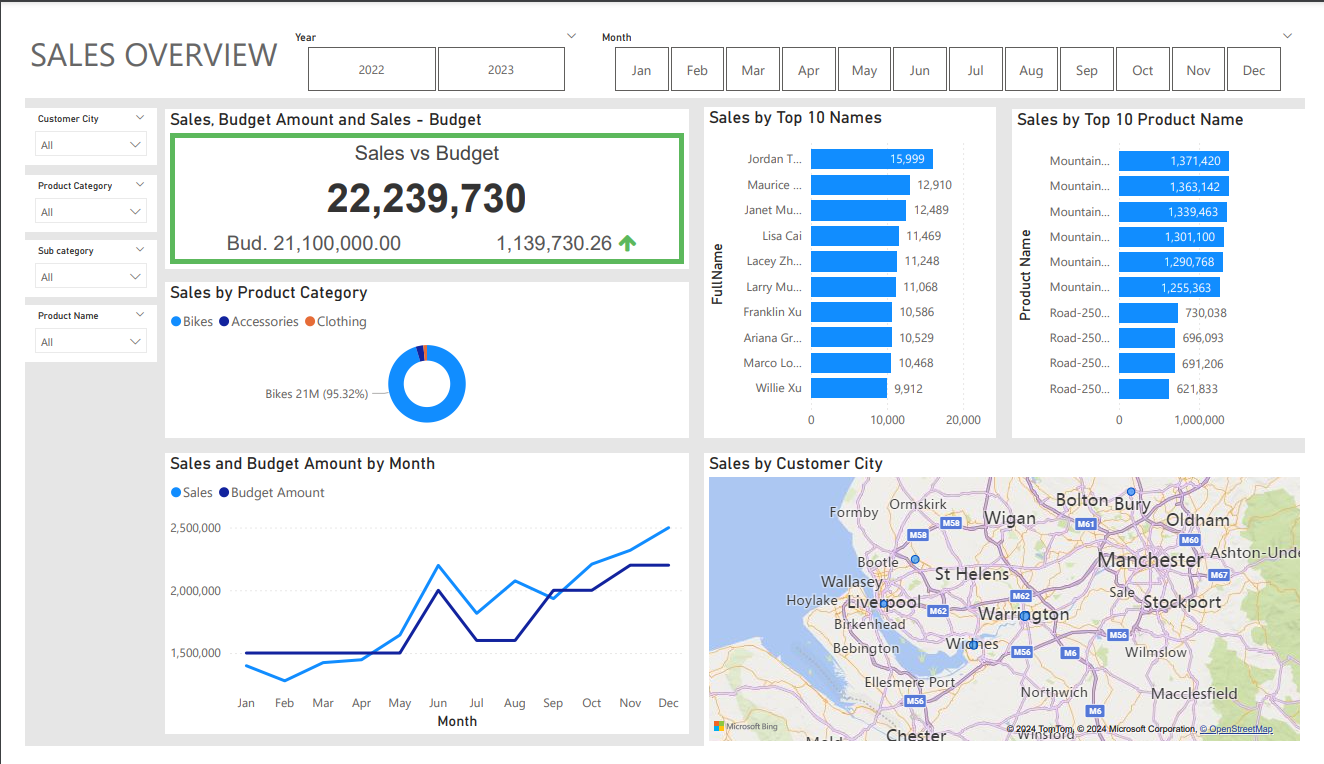 SALES OVERVIEW
Year
2022 2023
Month
Jan Feb Mar Apr May Jun Jul Aug Sep Oct Nov Dec
Customer City
All
Product Category
All
Sub category
All
Product Name
All
Sales, Budget Amount and Sales - Budget
Sales vs Budget
22,239,730
Bud. 21,100,000.00 1,139,730.26
Sales by Product Category
Bikes Accessories Clothing
Bikes 21M (95.32%)
Sales by Top 10 Names
FullName
Jordan T... 15,999
Maurice ... 12,910
Janet Mu... 12,489
Lisa Cai 11,469
Lacey Zh... 11,248
Larry Mu... 11,068
Franklin Xu 10,586
Ariana Gr... 10,529
Marco Lo... 10,468
Willie Xu 9,912
0 10,000 20,000
Sales by Top 10 Product Name
Product Name
Mountain... 1,371,420
Mountain... 1,363,142
Mountain... 1,339,463
Mountain... 1,301,100
Mountain... 1,290,768
Mountain... 1,255,363
Road-250... 730,038
Road-250... 696,093
Road-250... 691,206
Road-250... 621,833
0 1,000,000
Sales and Budget Amount by Month
Sales Budget Amount
2,500,000
2,000,000
1,500,000
Jan Feb Mar Apr May Jun Jul Aug Sep Oct Nov Dec
Month
Sales by Customer City
Bolton Bury
Formby Ormskirk
Wigan
Oldham
M58 M61
M58 M60
Manchester Ashton-Unde
Bootle
St Helens M67
Wallasey
Hoylake Liverpool M62 M62 Sale Stockport
Warrington
Birkenhead
Bebington Widnes M56 M6 M56 Wilmslow
Ellesmere Port
Northwich Macclesfield
M56 M6
Microsoft Bing
Chester Winsford
© 2024 TomTom, © 2024 Microsoft Corporation, © OpenStreetMap